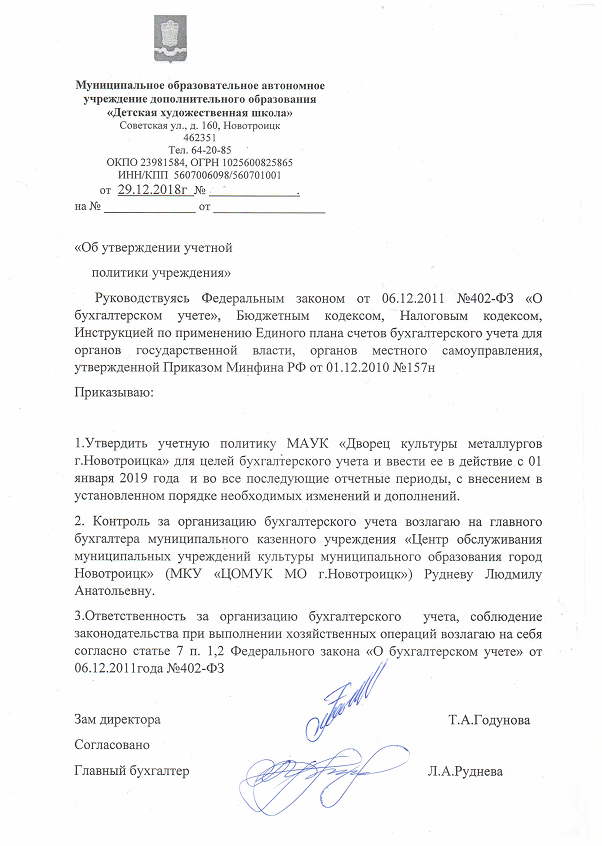 Муниципальное образовательное автономное
учреждение дополнительного образования
«Детская художественная школа»
Советская ул., д. 160, Новотроицк
462351
Тел. 64-20-85
ОКПО 23981584, ОГРН 1025600825865
ИНН/КПП 5607006098/560701001
от 29.12.2018г № ______________.
на № _______________ от __________________
«Об утверждении учетной
политики учреждения»
Руководствуясь Федеральным законом от 06.12.2011 №402-ФЗ «О
бухгалтерском учете», Бюджетным кодексом, Налоговым кодексом,
Инструкцией по применению Единого плана счетов бухгалтерского учета для
органов государственной власти, органов местного самоуправления,
утвержденной Приказом Минфина РФ от 01.12.2010 №157н
Приказываю:
1.Утвердить учетную политику МАУК «Дворец культуры металлургов
г.Новотроицка» для целей бухгалтерского учета и ввести ее в действие с 01
января 2019 года и во все последующие отчетные периоды, с внесением в
установленном порядке необходимых изменений и дополнений.
2. Контроль за организацию бухгалтерского учета возлагаю на главного
бухгалтера муниципального казенного учреждения «Центр обслуживания
муниципальных учреждений культуры муниципального образования город
Новотроицк» (МКУ «ЦОМУК МО г.Новотроицк») Рудневу Людмилу
Анатольевну.
3.Ответственность за организацию бухгалтерского учета, соблюдение
законодательства при выполнении хозяйственных операций возлагаю на себя
согласно статье 7 п. 1,2 Федерального закона «О бухгалтерском учете» от
06.12.2011года №402-ФЗ
Зам директора Т.А.Годунова
Согласовано
Главный бухгалтер Л.А.Руднева